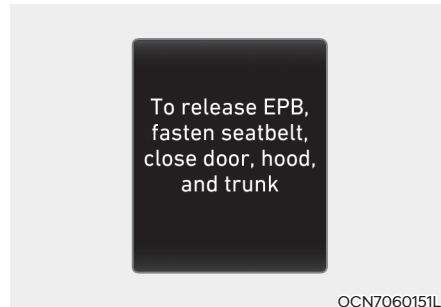 To release EPB,
fasten seatbelt,
close door, hood,
and trunk
OCN7060151L